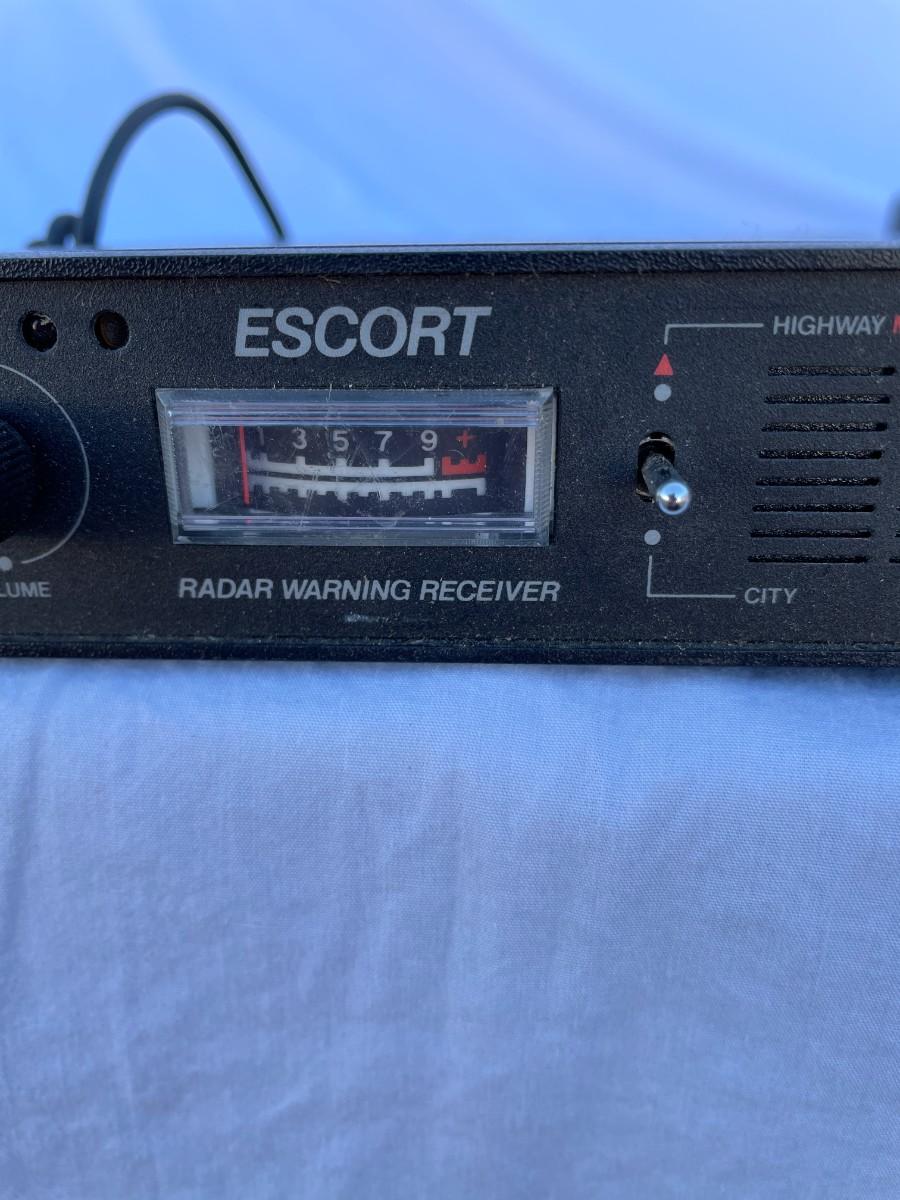 ESCORT
HIGHWAY
1 3 5 7 9 +
LUME
RADAR WARNING RECEIVER
CITY